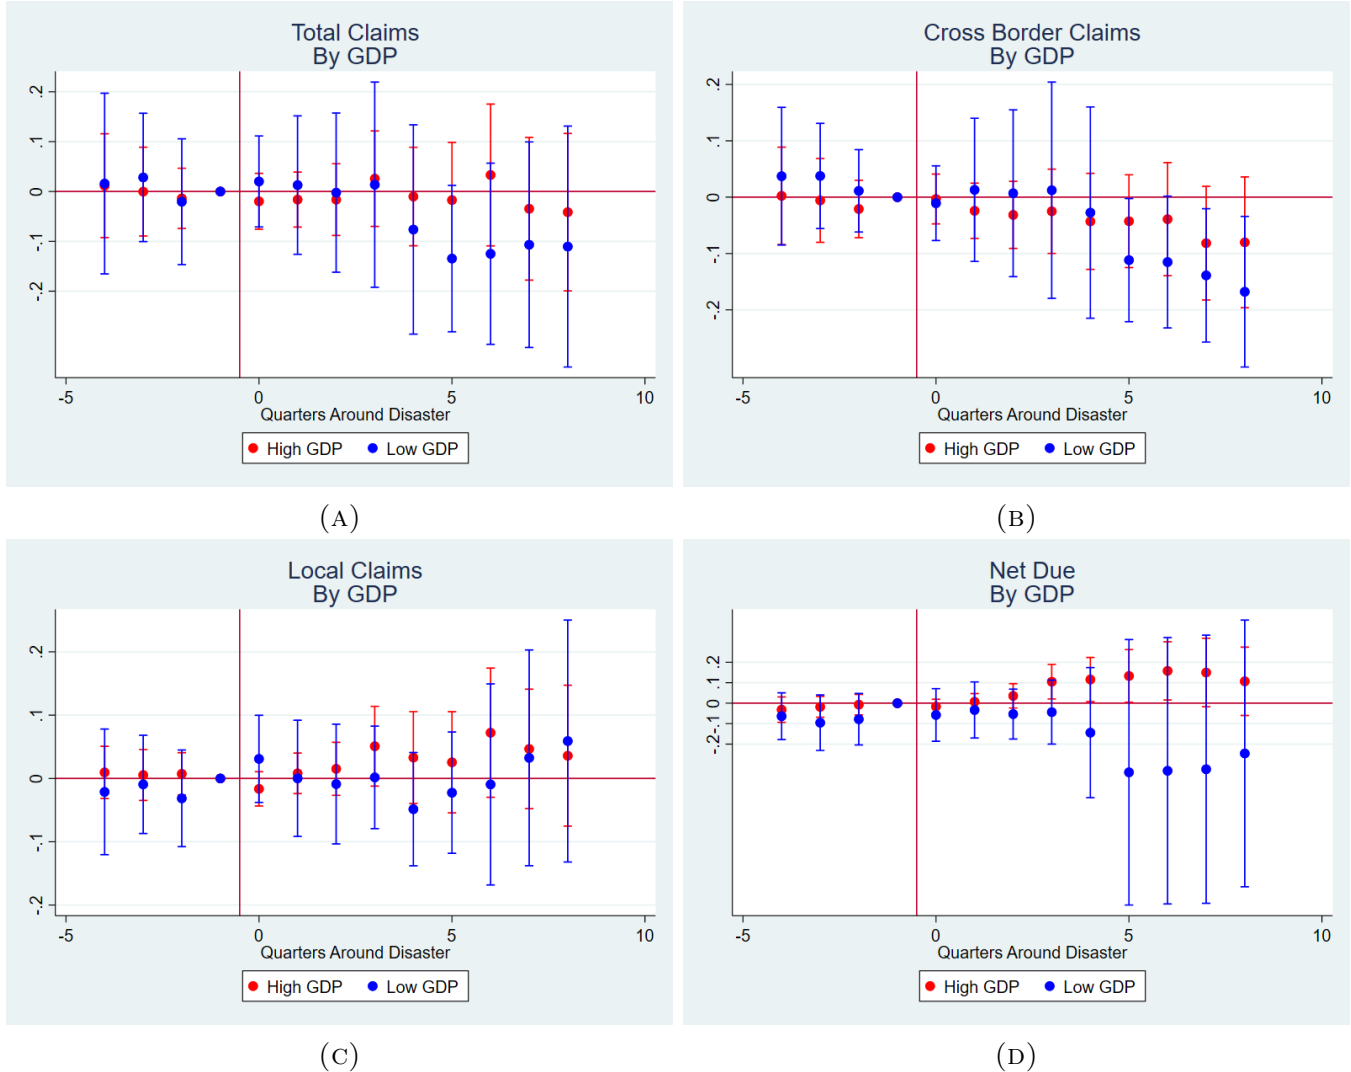 Total Claims
By GDP
.2
.1
0
-.1
-.2
-5
0
5
10
Quarters Around Disaster
High GDP
Low GDP
(A)
Cross Border Claims
By GDP
.2
.1
0
-.1
-.2
-5
0
5
10
Quarters Around Disaster
High GDP
Low GDP
(B)
Local Claims
By GDP
.2
.1
0
-.1
-.2
-5
0
5
10
Quarters Around Disaster
High GDP
Low GDP
(C)
Net Due
By GDP
.2
.1
0
-.1
-.2
-5
0
5
10
Quarters Around Disaster
High GDP
Low GDP
(D)